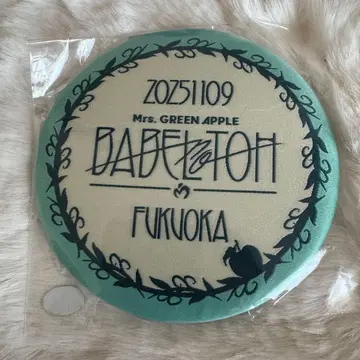 20251109
Mrs. GREEN APPLE
BABEL no TOH
FUKUOKA